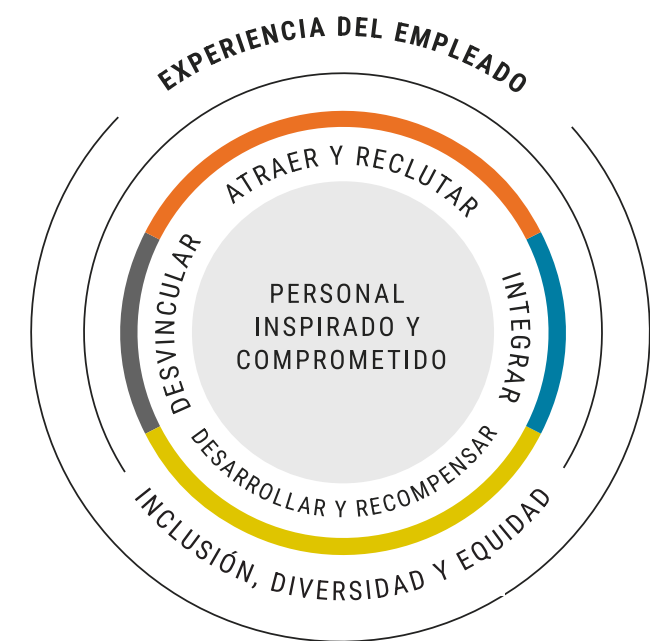 EXPERIENCIA DEL EMPLEADO
ATRAER Y RECLUTAR
INTEGRAR
DESARROLLAR Y RECOMPENSAR
DESVINCULAR
PERSONAL
INSPIRADO Y
COMPROMETIDO
INCLUSIÓN, DIVERSIDAD Y EQUIDAD